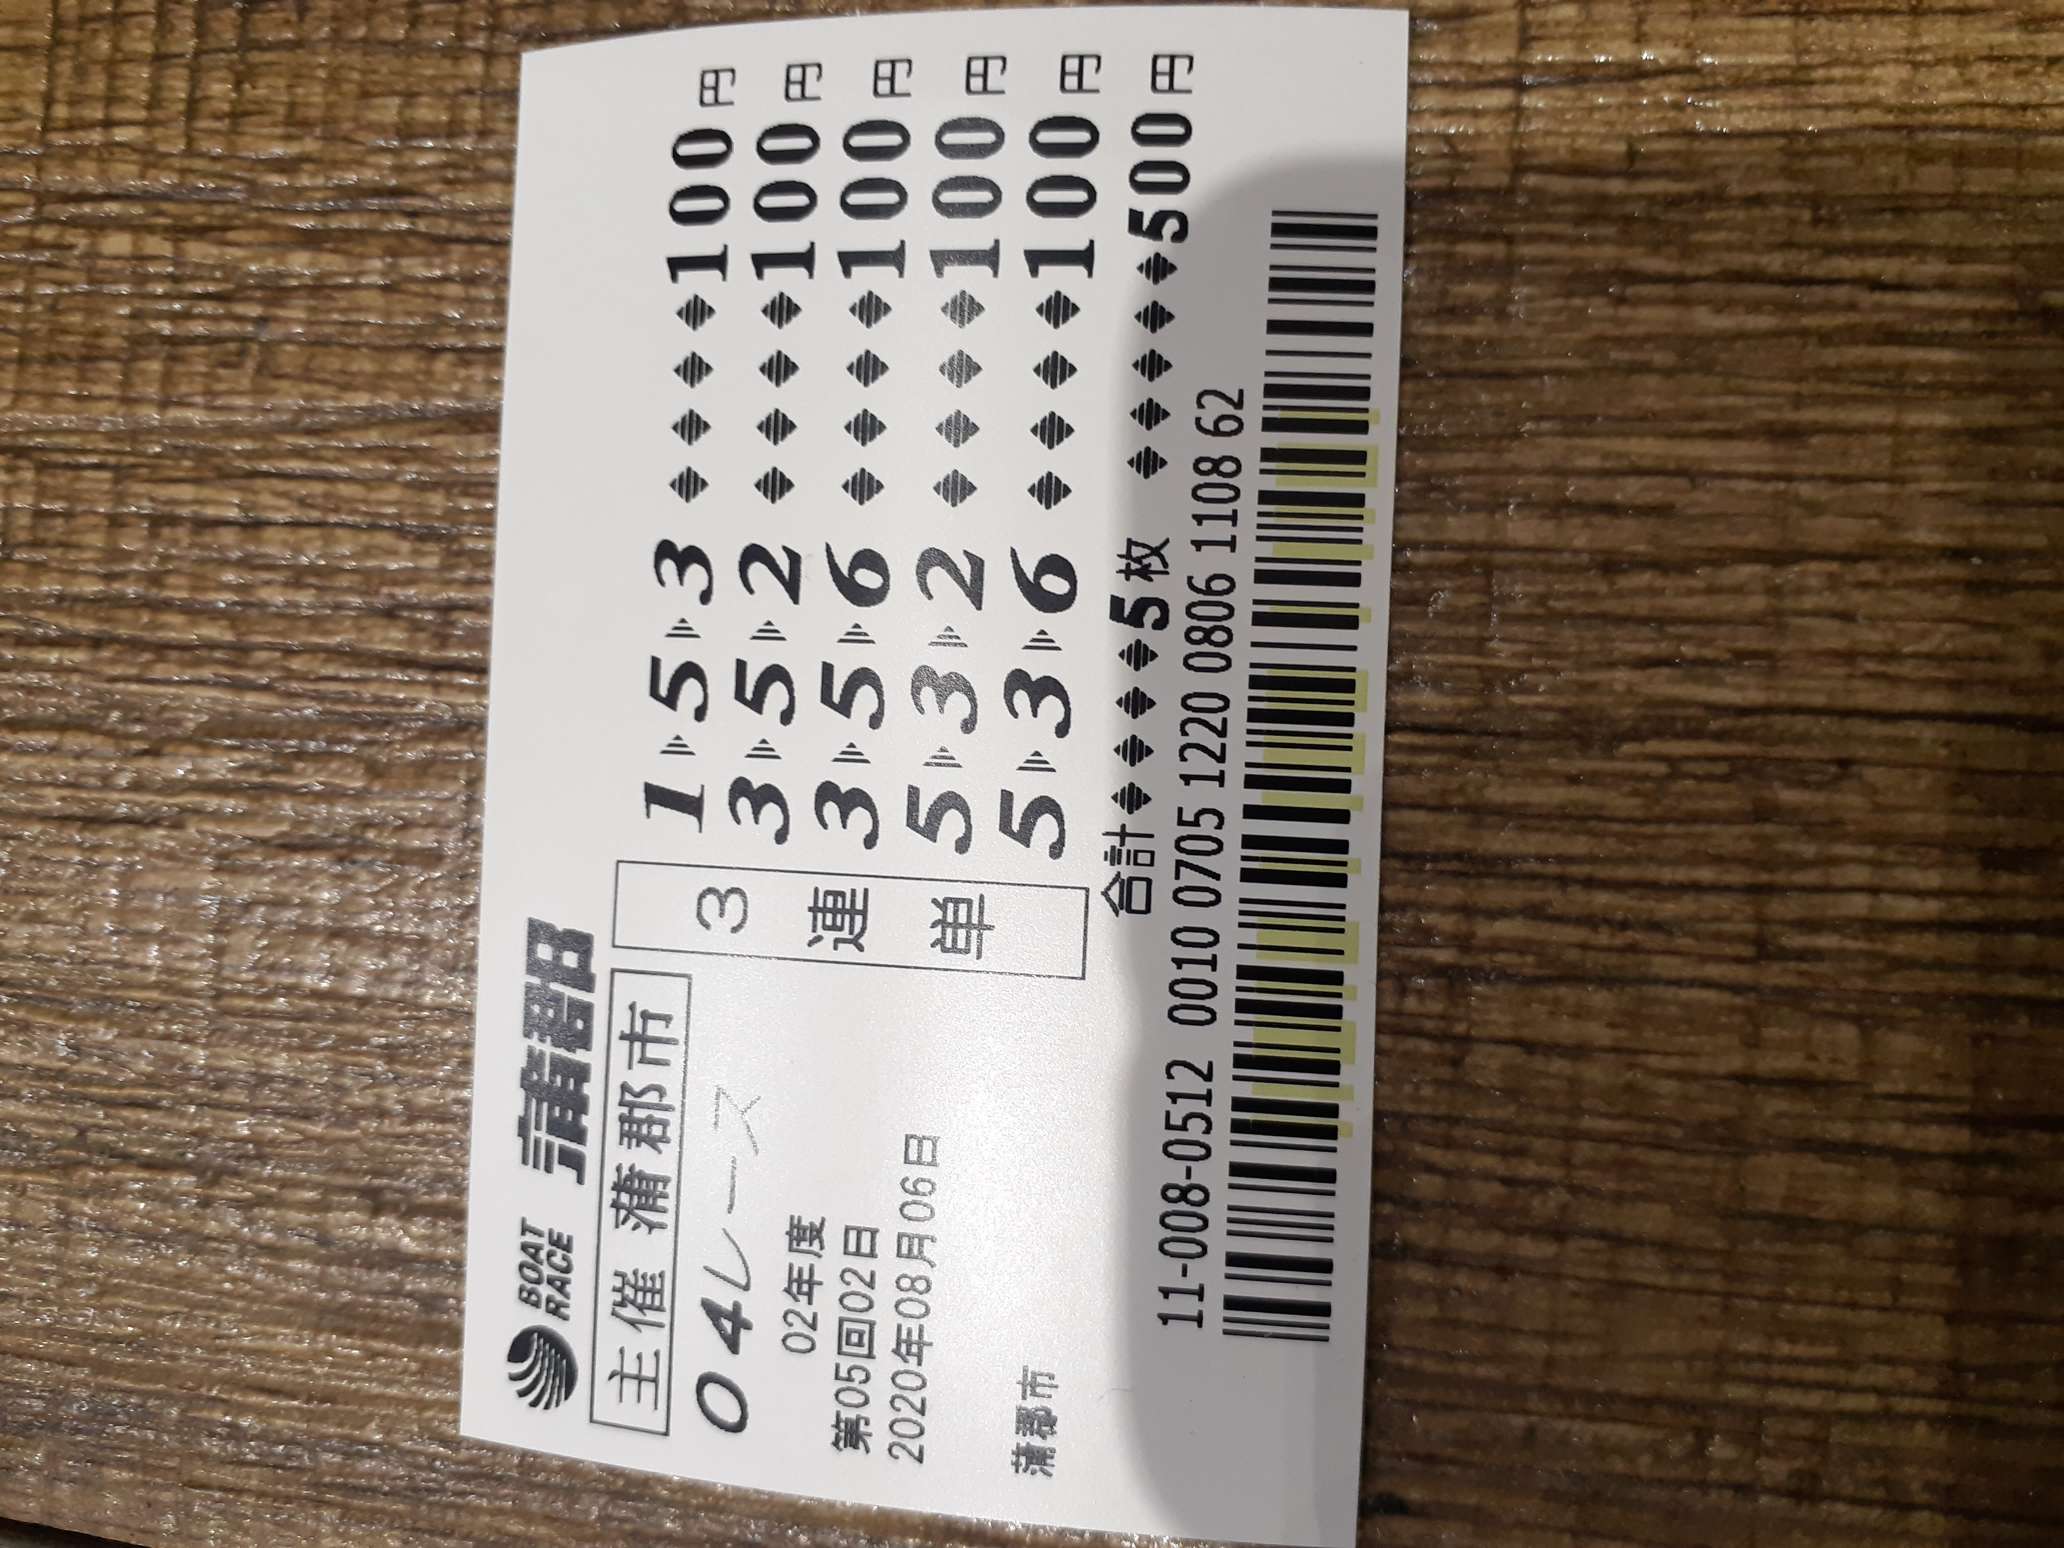 BOAT RACE 蒲郡
主催 蒲郡市
04レース
02年度
第05回02日
2020年08月06日
蒲郡市
3連単
1▶5▶3 ◆◆◆◆100円
3▶5▶2 ◆◆◆◆100円
3▶5▶6 ◆◆◆◆100円
5▶3▶2 ◆◆◆◆100円
5▶3▶6 ◆◆◆◆100円
合計◆◆◆◆5枚 ◆◆◆◆◆500円
11-008-0512 0010 0705 1220 0806 1108 62